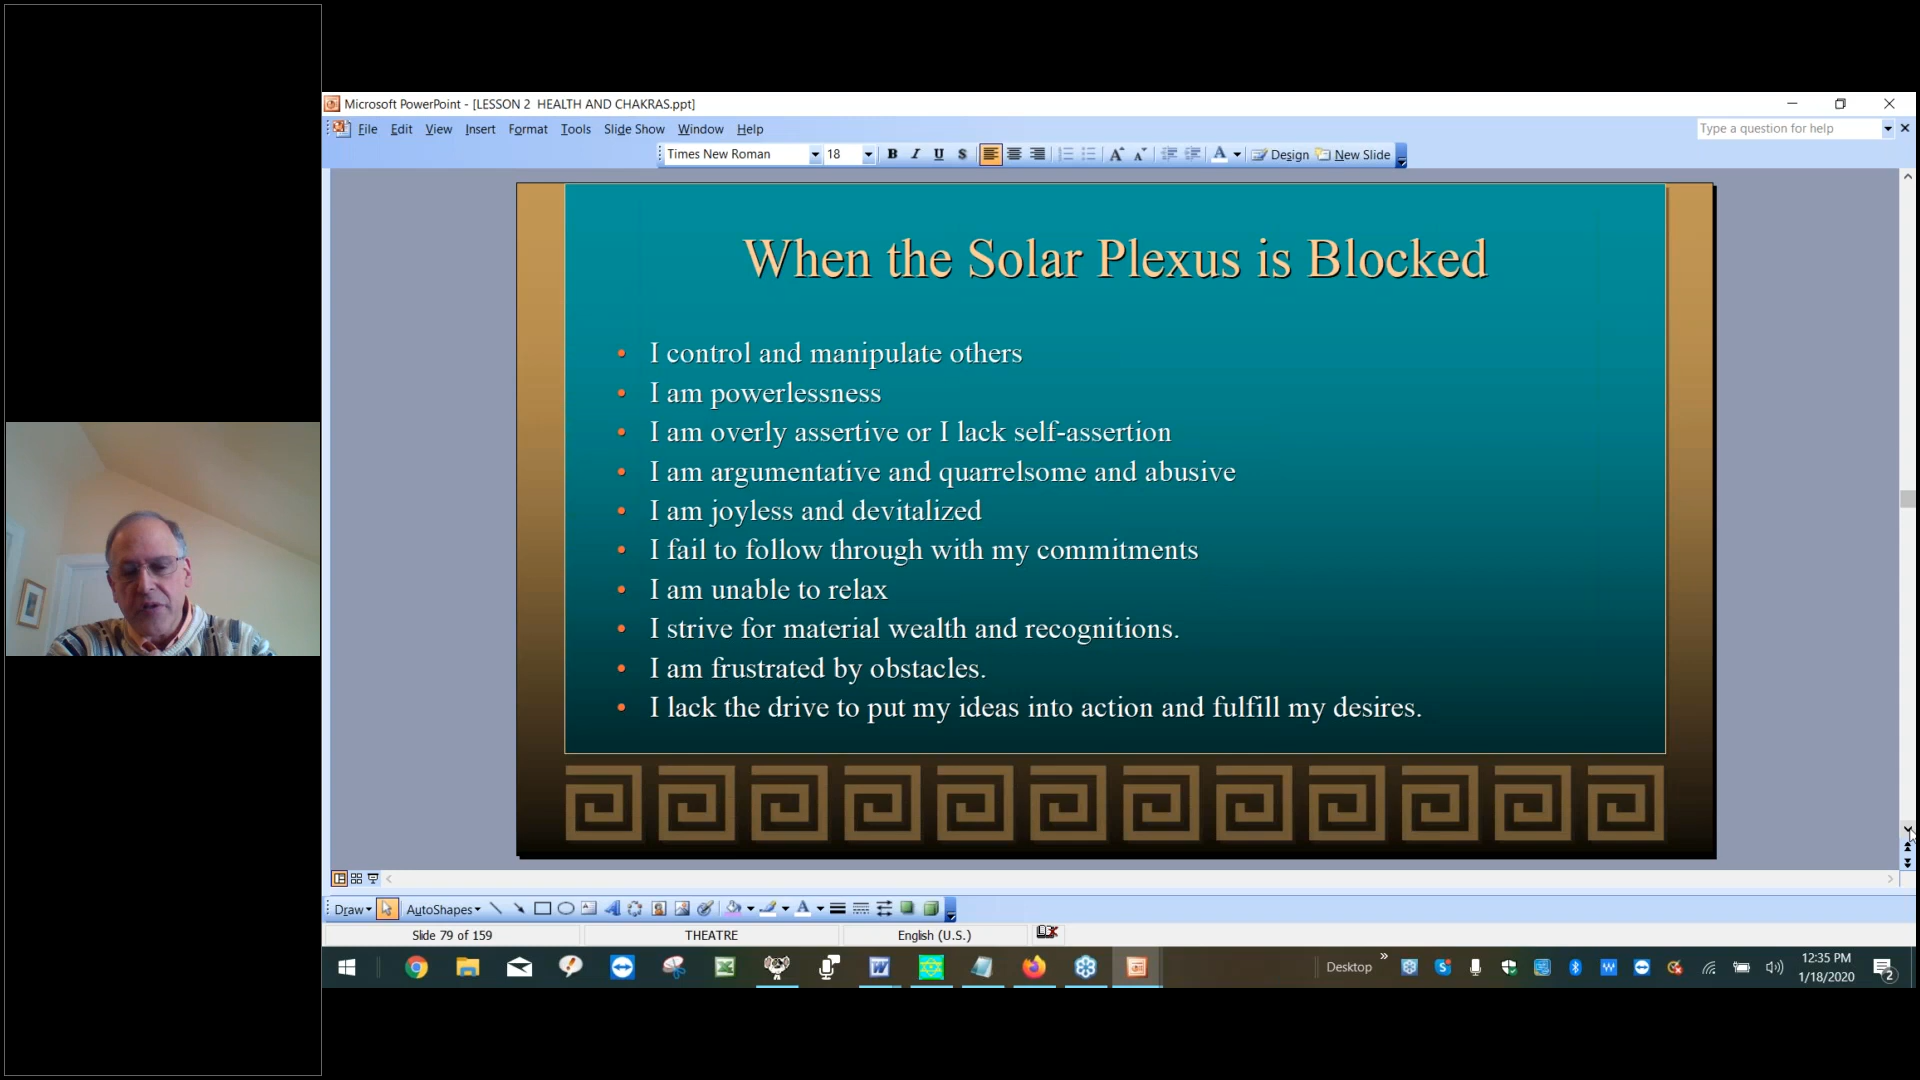 Microsoft PowerPoint - [LESSON 2  HEALTH AND CHAKRAS.ppt]
File Edit View Insert Format Tools Slide Show Window Help
Type a question for help
Times New Roman 18 B I U S A A A Design New Slide
When the Solar Plexus is Blocked
• I control and manipulate others
• I am powerlessness
• I am overly assertive or I lack self-assertion
• I am argumentative and quarrelsome and abusive
• I am joyless and devitalized
• I fail to follow through with my commitments
• I am unable to relax
• I strive for material wealth and recognitions.
• I am frustrated by obstacles.
• I lack the drive to put my ideas into action and fulfill my desires.
Draw AutoShapes A
Slide 79 of 159 THEATRE English (U.S.)
Desktop » 12:35 PM
1/18/2020 2